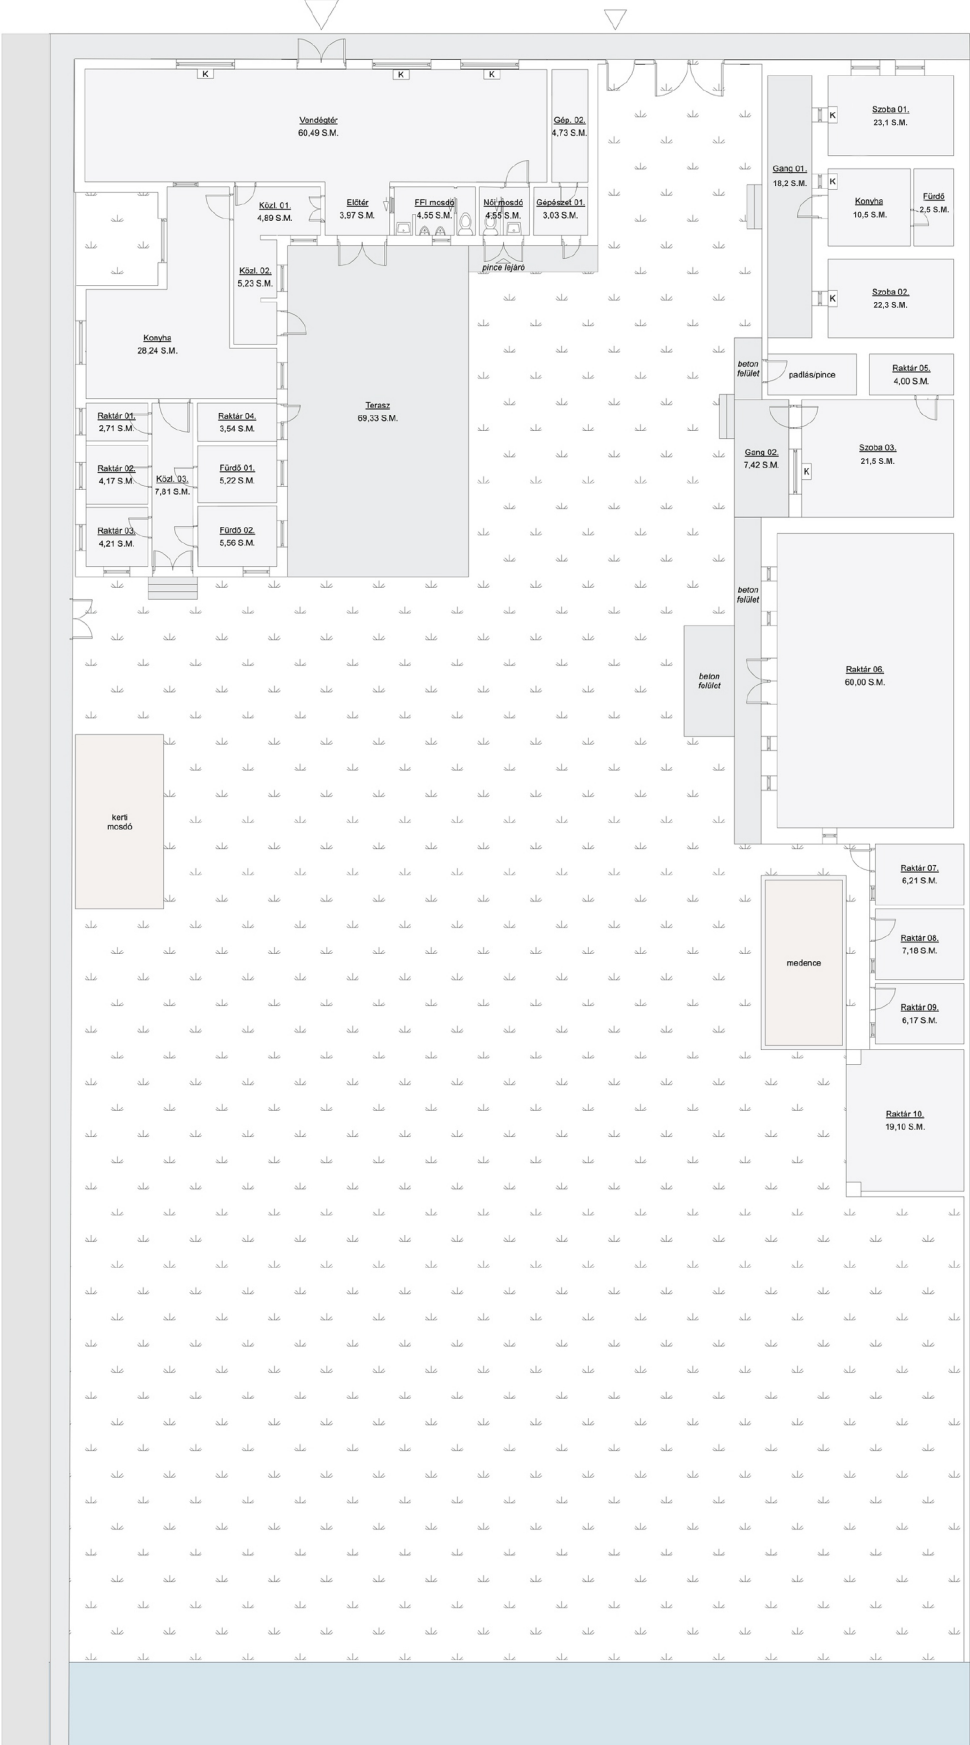 K
K
K
Vendégtér
60,49 S.M.
Gép. 02.
4,73 S.M.
Szoba 01.
23,1 S.M.
K
Gang 01.
18,2 S.M.
K
Konyha
10,5 S.M.
Fürdő
2,5 S.M.
Közl. 01.
4,89 S.M.
Előtér
3,97 S.M.
FFI mosdó
4,55 S.M.
Női mosdó
4,55 S.M.
Gépészet 01.
3,03 S.M.
pince lejáró
Közl. 02.
5,23 S.M.
Szoba 02.
22,3 S.M.
K
Konyha
28,24 S.M.
beton
felület
padlás/pince
Raktár 05.
4,00 S.M.
Terasz
69,33 S.M.
Raktár 01.
2,71 S.M.
Raktár 04.
3,54 S.M.
Gang 02.
7,42 S.M.
Szoba 03.
21,5 S.M.
K
Raktár 02.
4,17 S.M.
Közl. 03.
7,81 S.M.
Fürdő 01.
5,22 S.M.
Raktár 03.
4,21 S.M.
Fürdő 02.
5,56 S.M.
beton
felület
beton
felület
Raktár 06.
60,00 S.M.
kerti
mosdó
Raktár 07.
6,21 S.M.
Raktár 08.
7,18 S.M.
medence
Raktár 09.
6,17 S.M.
Raktár 10.
19,10 S.M.